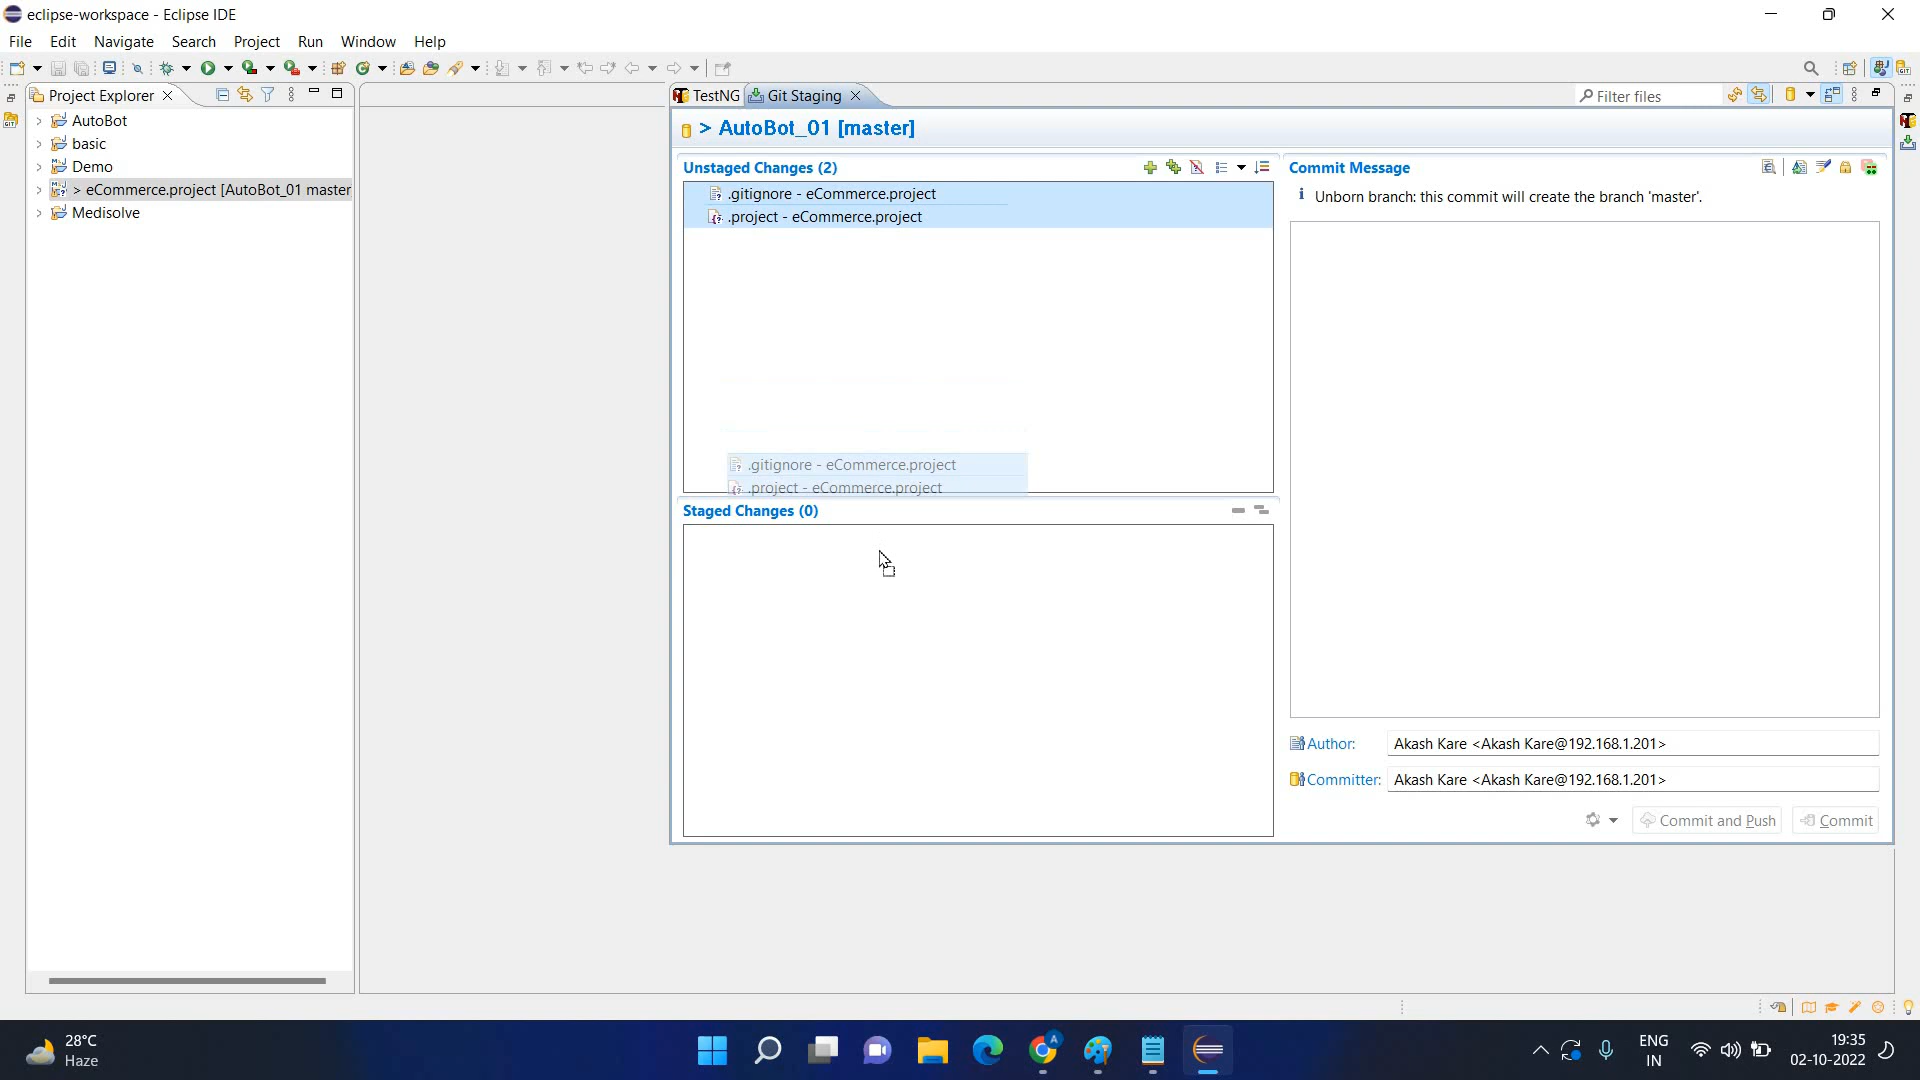 eclipse-workspace - Eclipse IDE
File Edit Navigate Search Project Run Window Help
Project Explorer
AutoBot
basic
Demo
> eCommerce.project [AutoBot_01 master
Medisolve
TestNG Git Staging
Filter files
> AutoBot_01 [master]
Unstaged Changes (2)
.gitignore - eCommerce.project
.project - eCommerce.project
.gitignore - eCommerce.project
.project - eCommerce.project
Staged Changes (0)
Commit Message
Unborn branch: this commit will create the branch 'master'.
Author: Akash Kare <Akash Kare@192.168.1.201>
Committer: Akash Kare <Akash Kare@192.168.1.201>
Commit and Push Commit
28°C
Haze
ENG
IN
19:35
02-10-2022